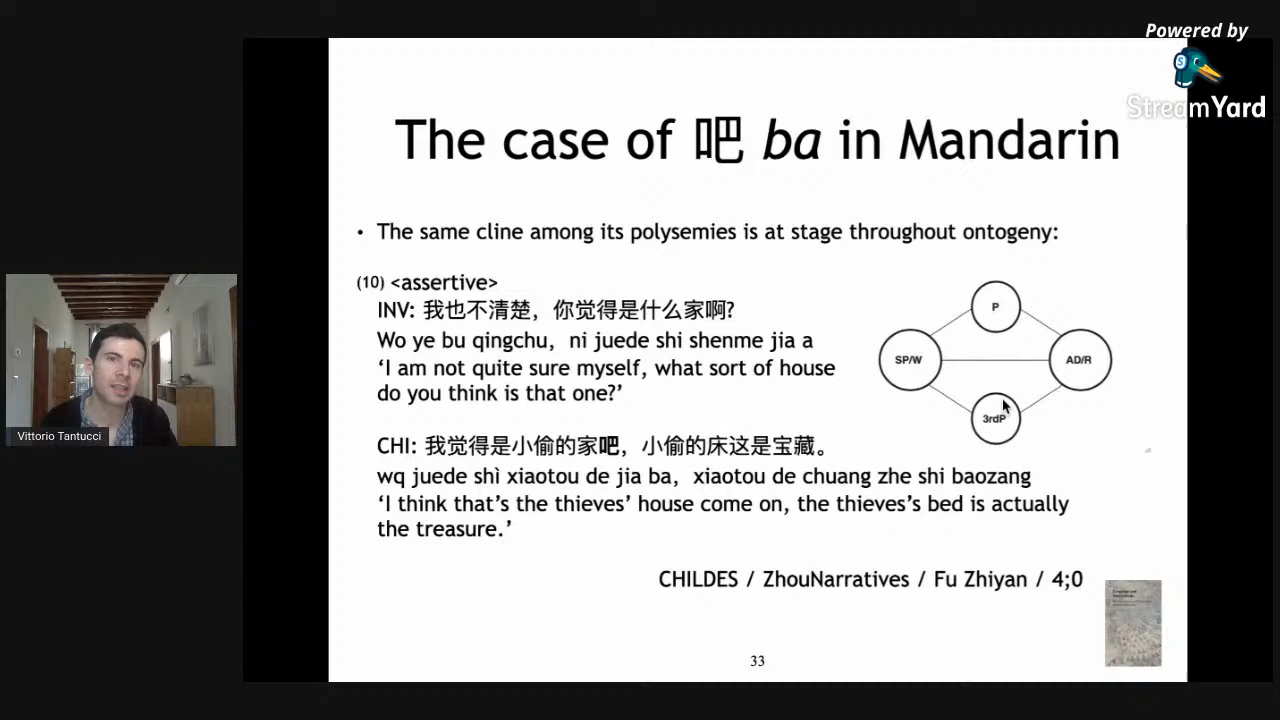 Powered by
StreamYard
The case of 吧 ba in Mandarin
• The same cline among its polysemies is at stage throughout ontogeny:
(10) <assertive>
INV: 我也不清楚，你觉得是什么家啊?
Wo ye bu qingchu, ni juede shi shenme jia a
‘I am not quite sure myself, what sort of house
do you think is that one?’
P
SP/W
AD/R
3rdP
CHI: 我觉得是小偷的家吧，小偷的床这是宝藏。
wq juede shì xiaotou de jia ba, xiaotou de chuang zhe shi baozang
‘I think that’s the thieves’ house come on, the thieves’s bed is actually
the treasure.’
CHILDES / ZhouNarratives / Fu Zhiyan / 4;0
33
Vittorio Tantucci